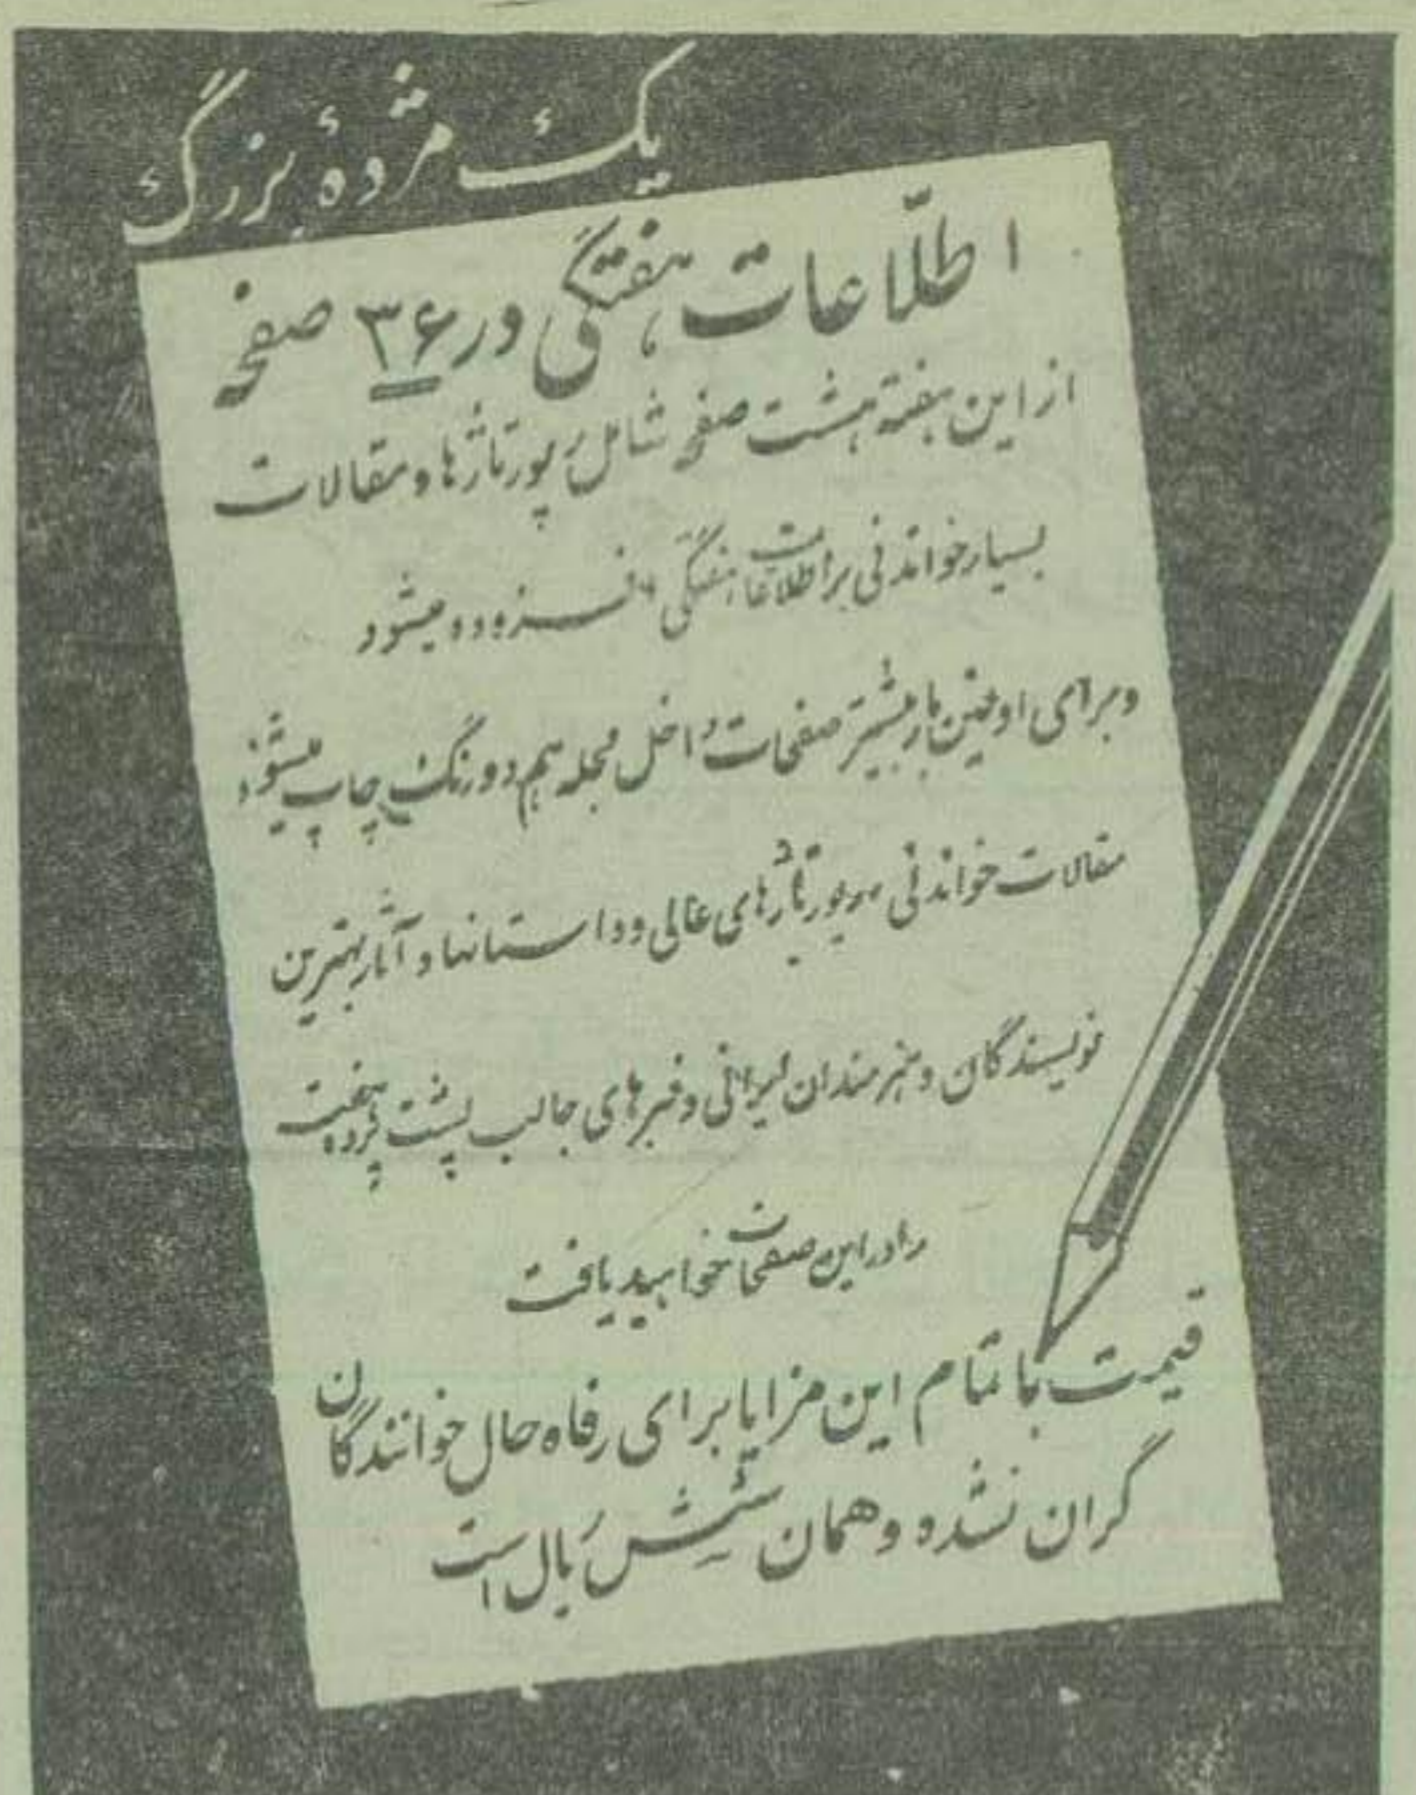 یک مژدهٔ بزرگ
اطلّاعات هفتگی در ۳۶ صفحه
از این هفته هشت صفحه شامل رپورتاژها و مقالات
بسیار خواندنی بر اطلاعات هفتگی افزوده میشود
و برای اولین بار بیشتر صفحات داخل مجله هم دو رنگ چاپ میشود
مقالات خواندنی رپورتاژهای عالی و داستانها و آثار بهترین
نویسندگان و هنرمندان ایرانی و خبرهای جالب پشت پرده هفت
را در این صفحات خواهید یافت
قیمت با تمام این مزایا برای رفاه حال خوانندگان
گران نشده و همان شش ریال است